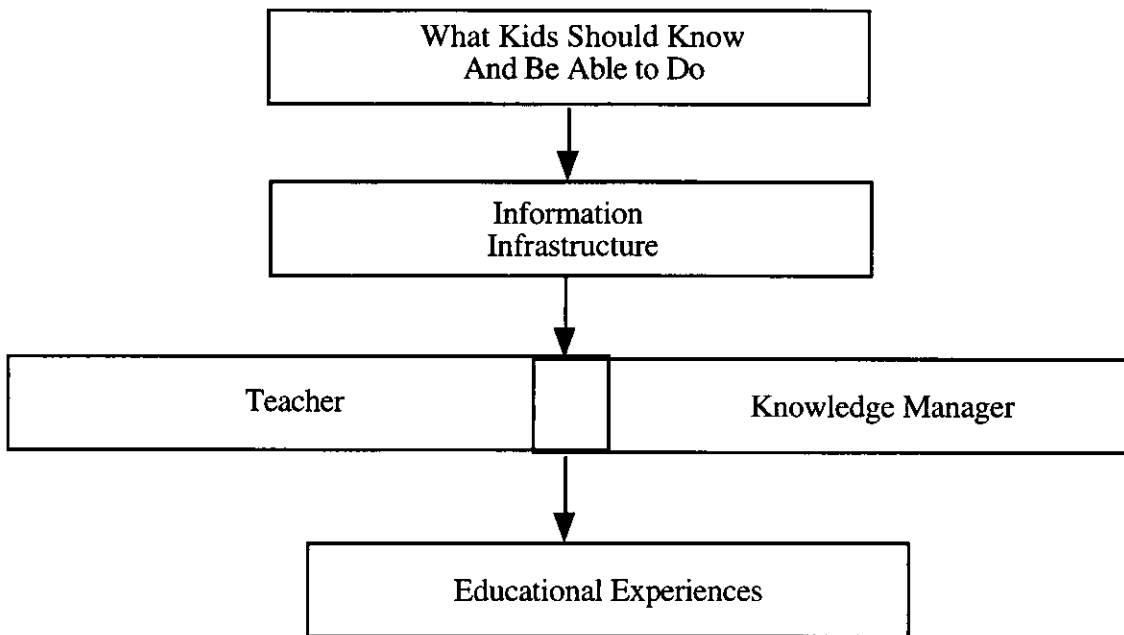 What Kids Should Know
And Be Able to Do
Information
Infrastructure
Teacher
Knowledge Manager
Educational Experiences